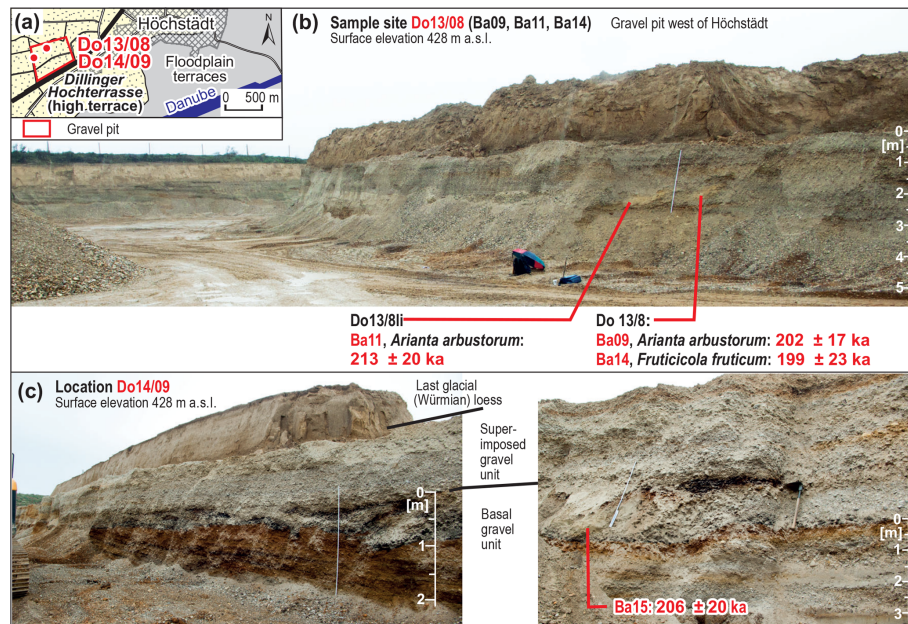 (a)
Höchstädt
N
Do13/08
Do14/09
Dillinger
Hochterrasse
(high terrace)
Floodplain
terraces
Danube
0 500 m
Gravel pit
(b) Sample site Do13/08 (Ba09, Ba11, Ba14) Gravel pit west of Höchstädt
Surface elevation 428 m a.s.l.
0
[m]
1
2
3
4
5
Do13/8li
Ba11, Arianta arbustorum:
213 ± 20 ka
Do 13/8:
Ba09, Arianta arbustorum: 202 ± 17 ka
Ba14, Fruticicola fruticum: 199 ± 23 ka
(c) Location Do14/09
Surface elevation 428 m a.s.l.
Last glacial
(Würmian) loess
Super-
imposed
gravel
unit
Basal
gravel
unit
0
[m]
1
2
0
[m]
1
2
3
Ba15: 206 ± 20 ka